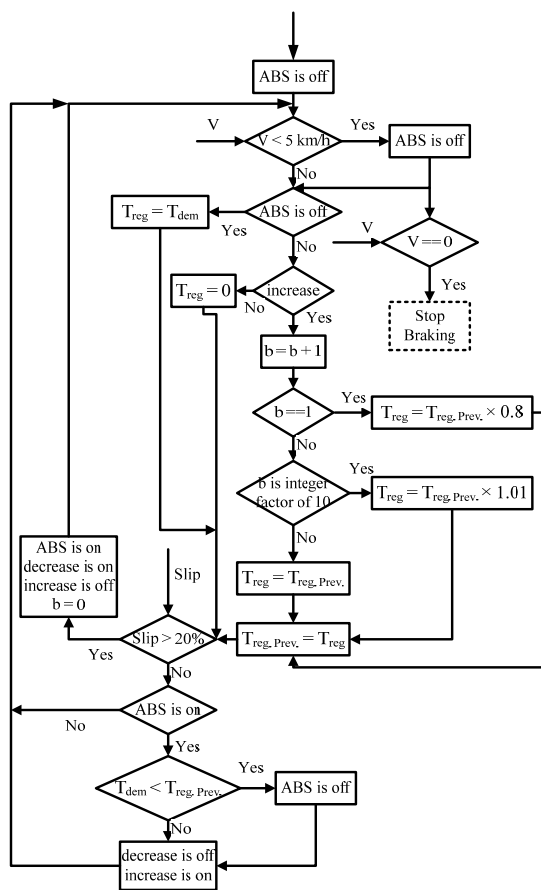 ABS is off
V
V < 5 km/h
Yes
ABS is off
No
T_reg = T_dem
Yes
ABS is off
No
V
V ==0
Yes
T_reg = 0
No
increase
Yes
Stop
Braking
b = b + 1
b==1
Yes
T_reg = T_reg. Prev. × 0.8
No
b is integer
factor of 10
Yes
T_reg = T_reg. Prev. × 1.01
No
ABS is on
decrease is on
increase is off
b = 0
Slip
T_reg = T_reg. Prev.
Yes
Slip > 20%
T_reg. Prev. = T_reg
No
No
ABS is on
Yes
T_dem < T_reg. Prev.
Yes
ABS is off
No
decrease is off
increase is on